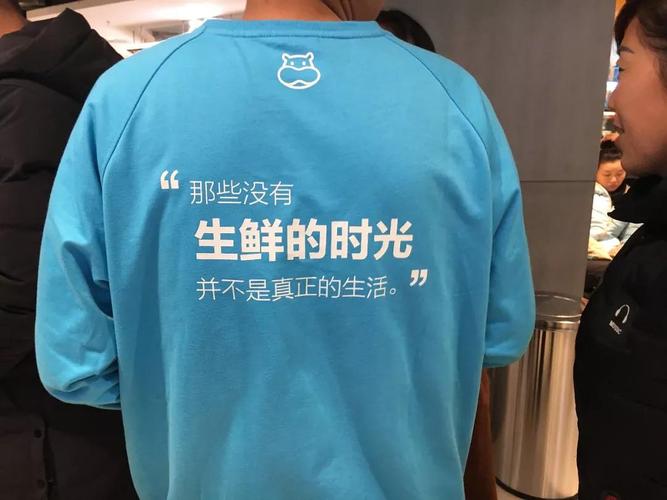 “那些没有
生鲜的时光
并不是真正的生活。”